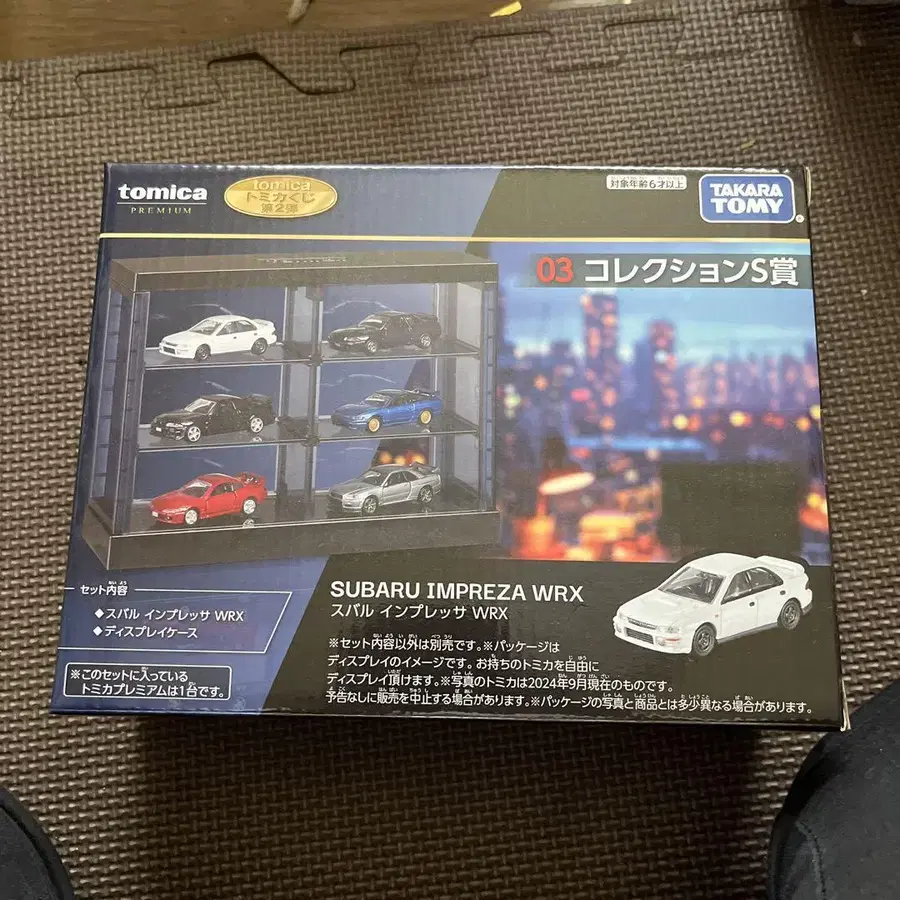 tomica
PREMIUM
tomica
トミカくじ
第2弾
対象年齢6才以上
TAKARA
TOMY
03 コレクションS賞
セット内容
◆スバル インプレッサ WRX
◆ディスプレイケース
※このセットに入っている
トミカプレミアムは1台です。
SUBARU IMPREZA WRX
スバル インプレッサ WRX
※セット内容以外は別売です。※パッケージは
ディスプレイのイメージです。お持ちのトミカを自由に
ディスプレイ頂けます。※写真のトミカは2024年9月現在のものです。
予告なしに販売を中止する場合があります。※パッケージの写真と商品とは多少異なる場合があります。